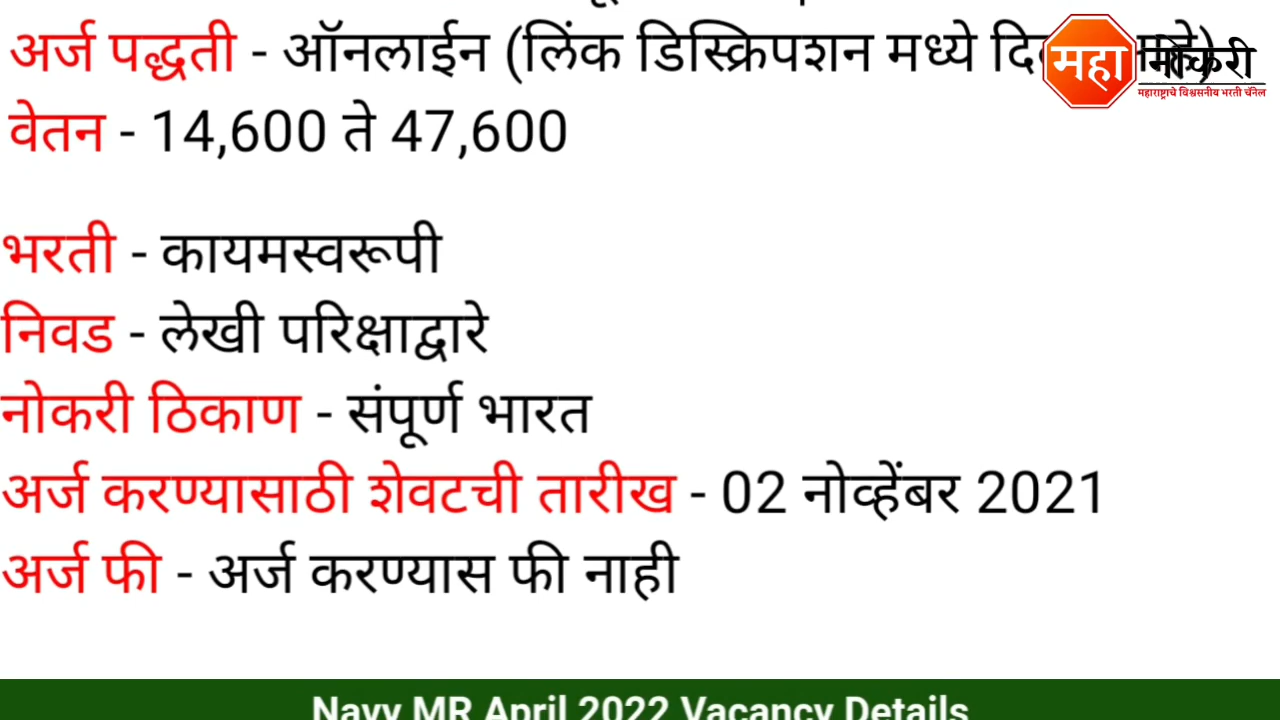 अर्ज पद्धती - ऑनलाईन (लिंक डिस्क्रिपशन मध्ये
महा नोकरी
महाराष्ट्राचे विश्वसनीय भरती चॅनेल
वेतन - 14,600 ते 47,600
भरती - कायमस्वरूपी
निवड - लेखी परिक्षाद्वारे
नोकरी ठिकाण - संपूर्ण भारत
अर्ज करण्यासाठी शेवटची तारीख - 02 नोव्हेंबर 2021
अर्ज फी - अर्ज करण्यास फी नाही
Navy MR April 2022 Vacancy Details